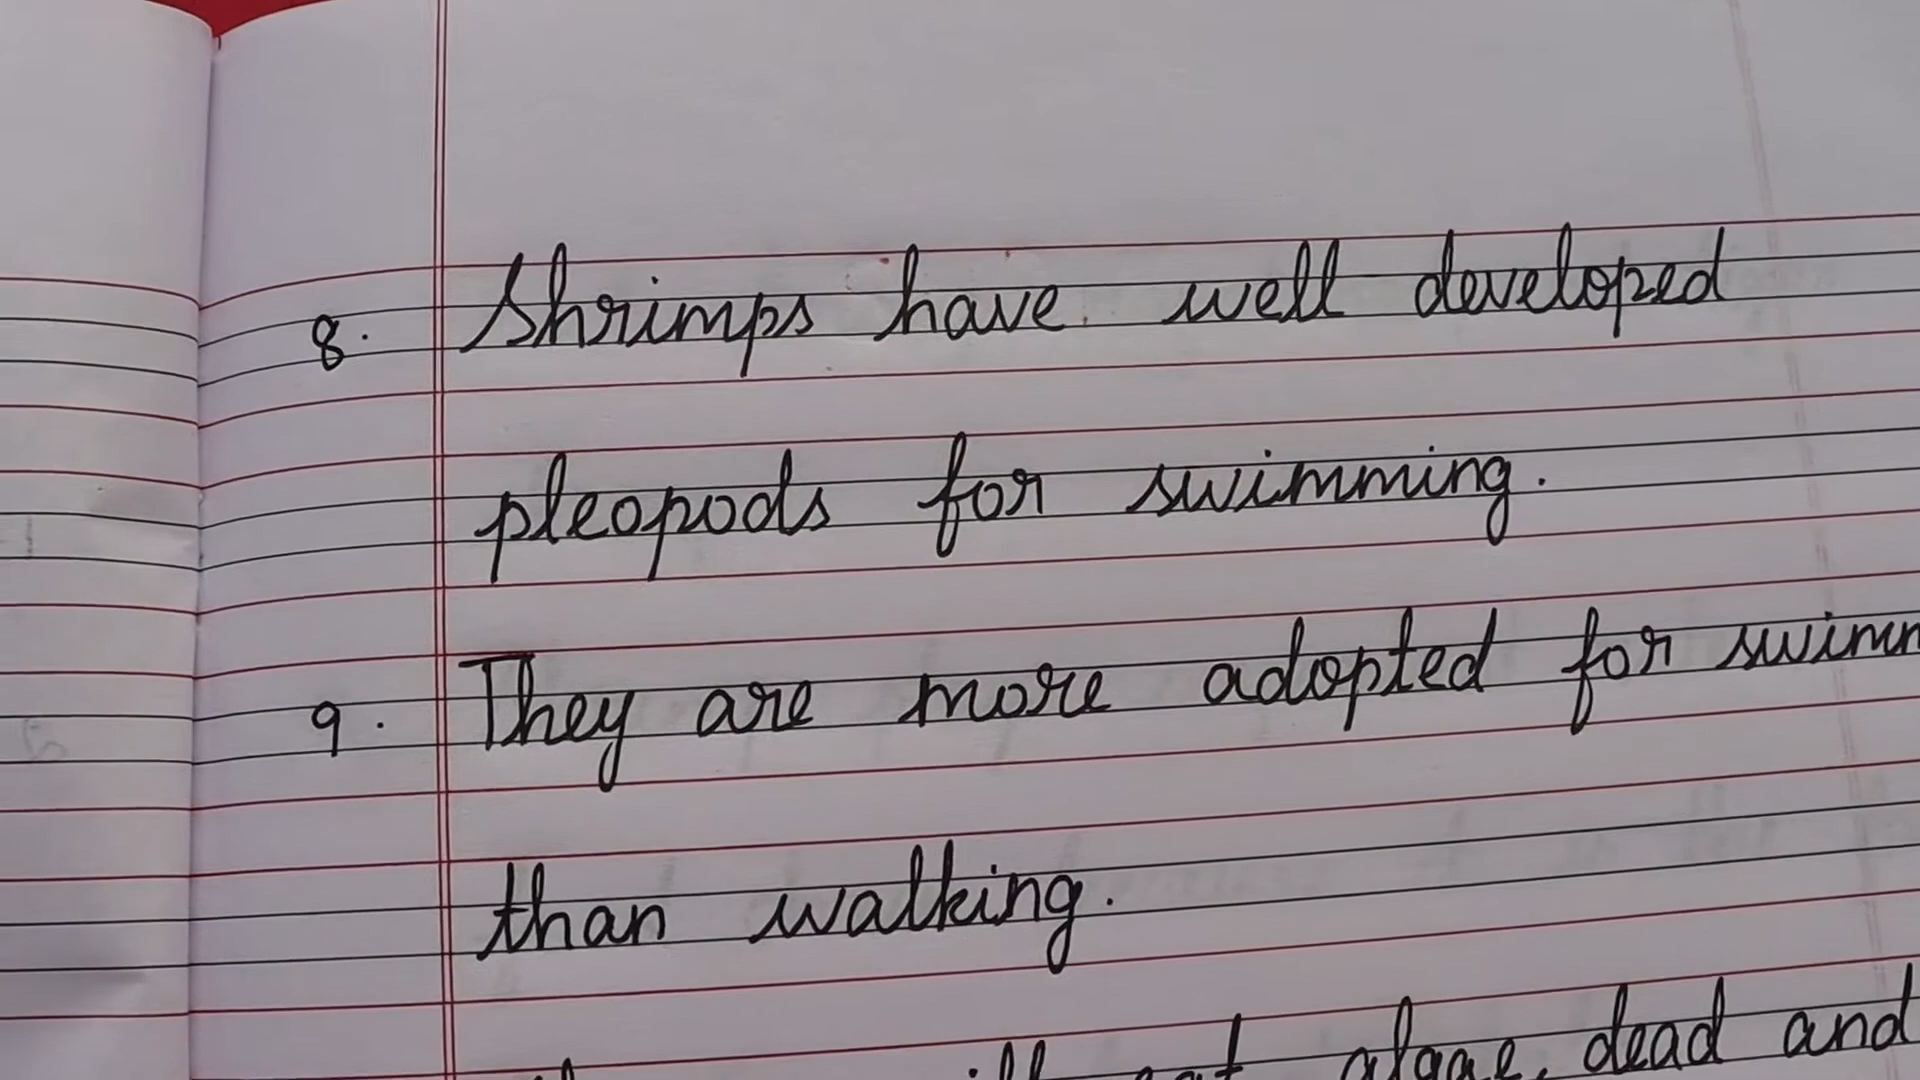 8. Shrimps have well developed
pleopods for swimming.
9. They are more adopted for swimm
than walking.
algae, dead and